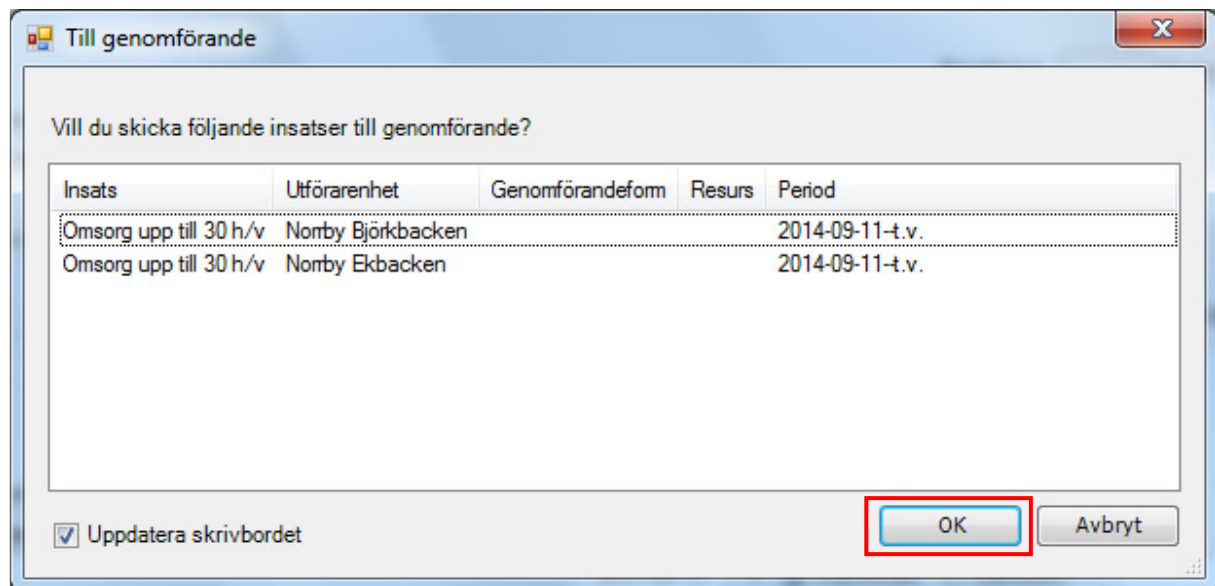 Till genomförande
Vill du skicka följande insatser till genomförande?
Insats Utförarenhet Genomförandeform Resurs Period
Omsorg upp till 30 h/v Norrby Björkbacken 2014-09-11-t.v.
Omsorg upp till 30 h/v Norrby Ekbacken 2014-09-11-t.v.
Uppdatera skrivbordet OK Avbryt